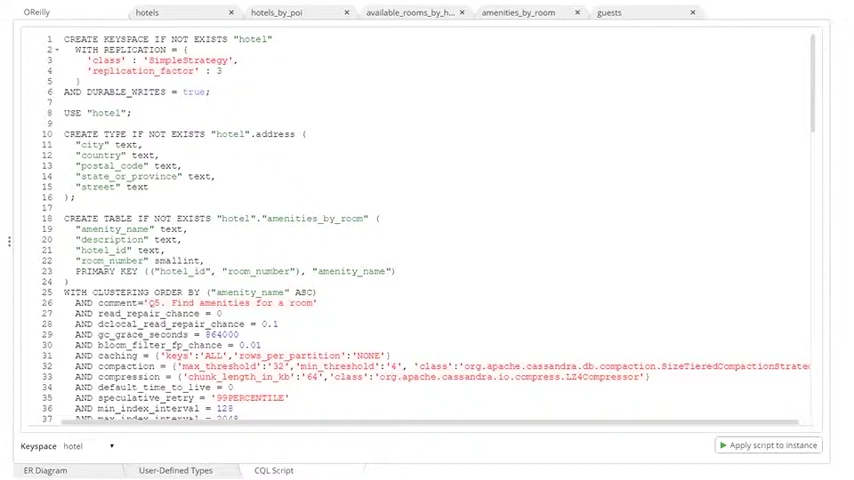 OReilly hotels × hotels_by_poi × available_rooms_by_h... × amenities_by_room × guests ×
1 CREATE KEYSPACE IF NOT EXISTS "hotel"
2 WITH REPLICATION = {
3 'class' : 'SimpleStrategy',
4 'replication_factor' : 3
5 }
6 AND DURABLE_WRITES = true;
7
8 USE "hotel";
9
10 CREATE TYPE IF NOT EXISTS "hotel".address (
11 "city" text,
12 "country" text,
13 "postal_code" text,
14 "state_or_province" text,
15 "street" text
16 );
17
18 CREATE TABLE IF NOT EXISTS "hotel"."amenities_by_room" (
19 "amenity_name" text,
20 "description" text,
21 "hotel_id" text,
22 "room_number" smallint,
23 PRIMARY KEY (("hotel_id", "room_number"), "amenity_name")
24 )
25 WITH CLUSTERING ORDER BY ("amenity_name" ASC)
26 AND comment='Q5. Find amenities for a room'
27 AND read_repair_chance = 0
28 AND dclocal_read_repair_chance = 0.1
29 AND gc_grace_seconds = 864000
30 AND bloom_filter_fp_chance = 0.01
31 AND caching = {'keys':'ALL','rows_per_partition':'NONE'}
32 AND compaction = {'max_threshold':'32','min_threshold':'4', 'class':'org.apache.cassandra.db.compaction.SizeTieredCompactionStrate
33 AND compression = {'chunk_length_in_kb':'64','class':'org.apache.cassandra.io.compress.LZ4Compressor'}
34 AND default_time_to_live = 0
35 AND speculative_retry = '99PERCENTILE'
36 AND min_index_interval = 128
37 AND max_index_interval = 2048
Keyspace hotel Apply script to instance
ER Diagram User-Defined Types CQL Script